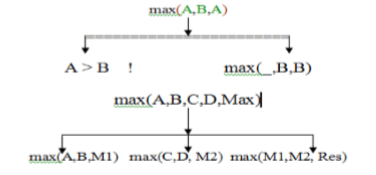 max(A,B,A)
A > B !
max(_,B,B)
max(A,B,C,D,Max)
max(A,B,M1) max(C,D, M2) max(M1,M2, Res)